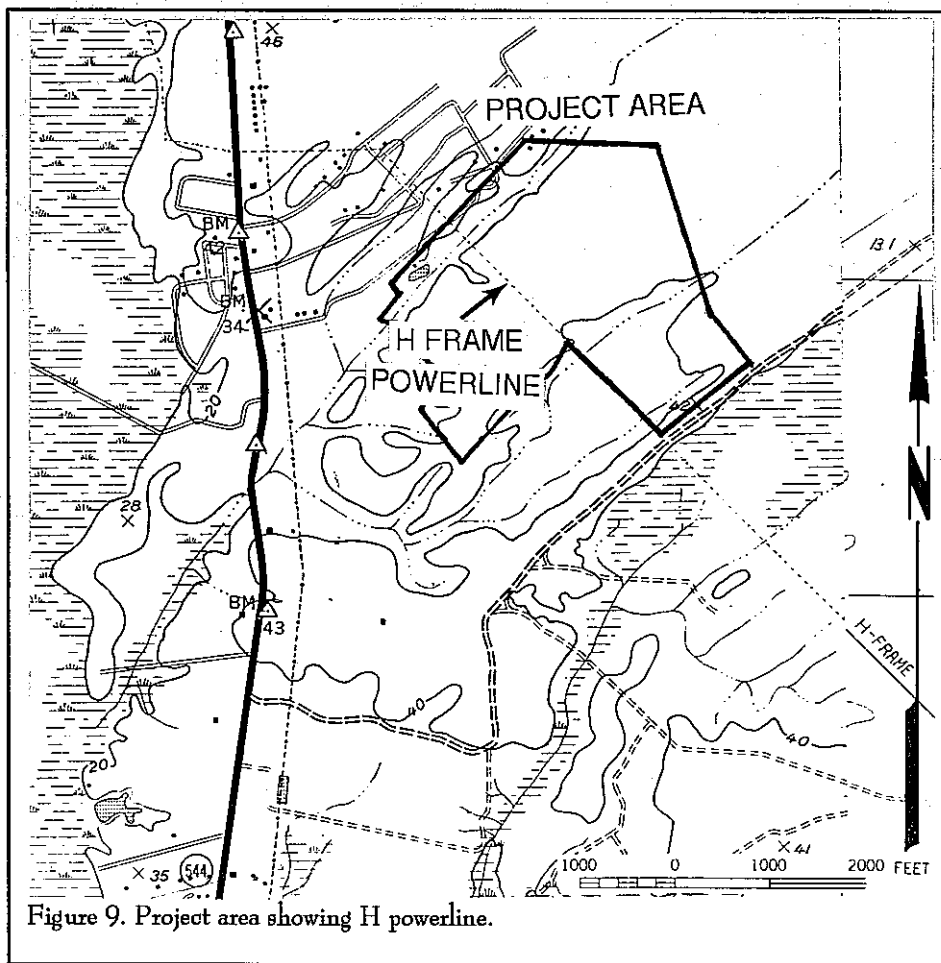 46
PROJECT AREA
BM
131
BM
34
H FRAME
POWERLINE
20
42
28
N
BM
43
H-FRAME
40
40
20
35
544
41
1000 0 1000 2000 FEET
Figure 9. Project area showing H powerline.